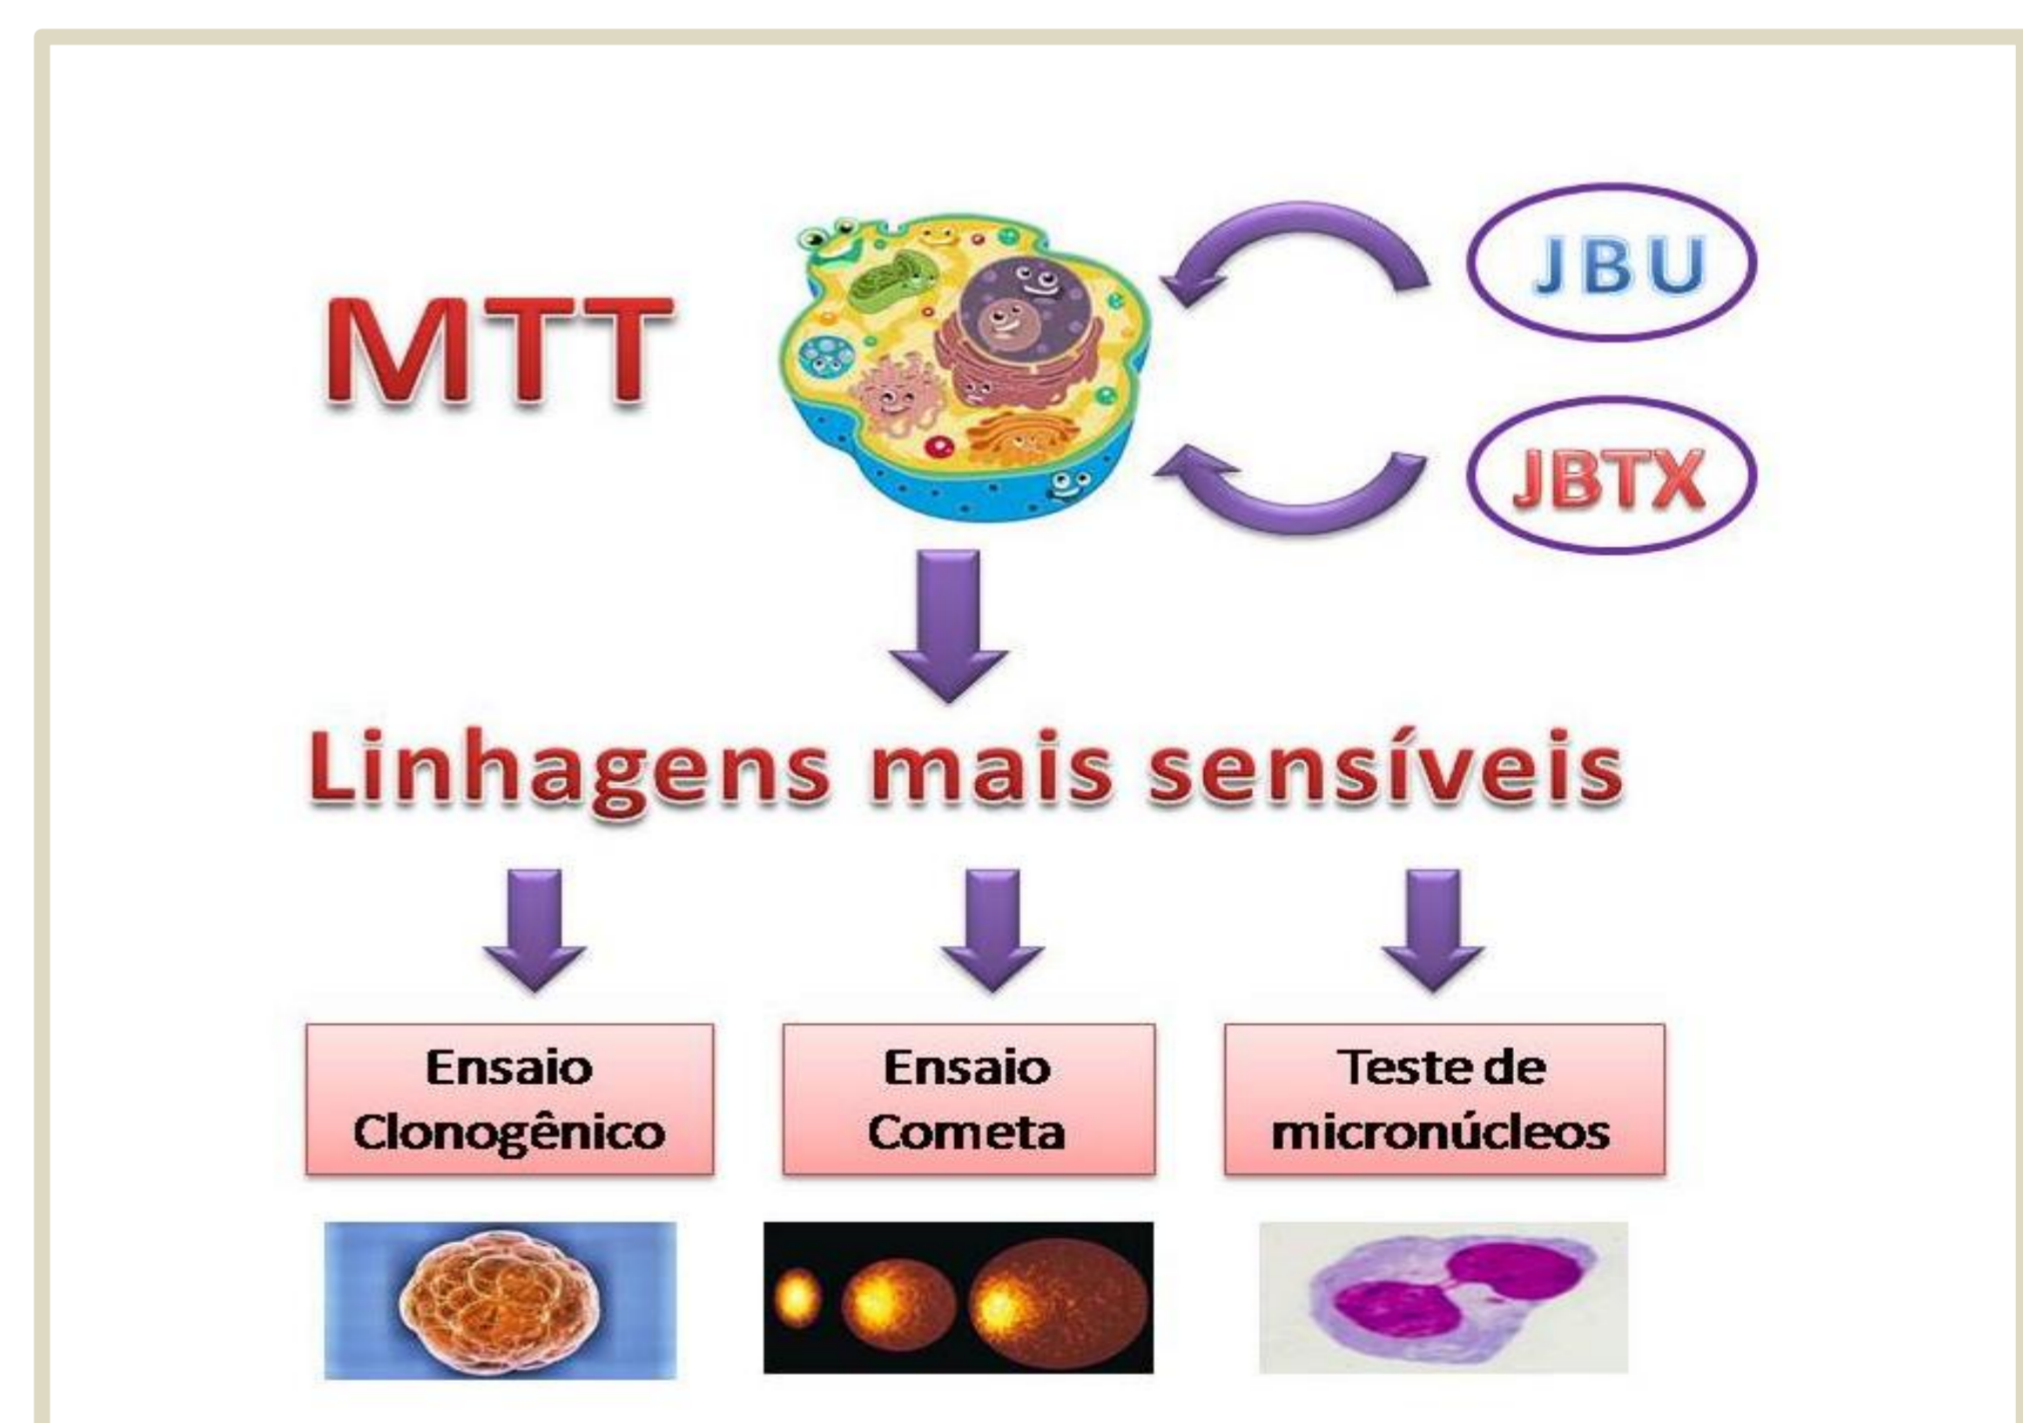 MTT
JBU
JBTX
Linhagens mais sensíveis
Ensaio
Clonogênico
Ensaio
Cometa
Teste de
micronúcleos